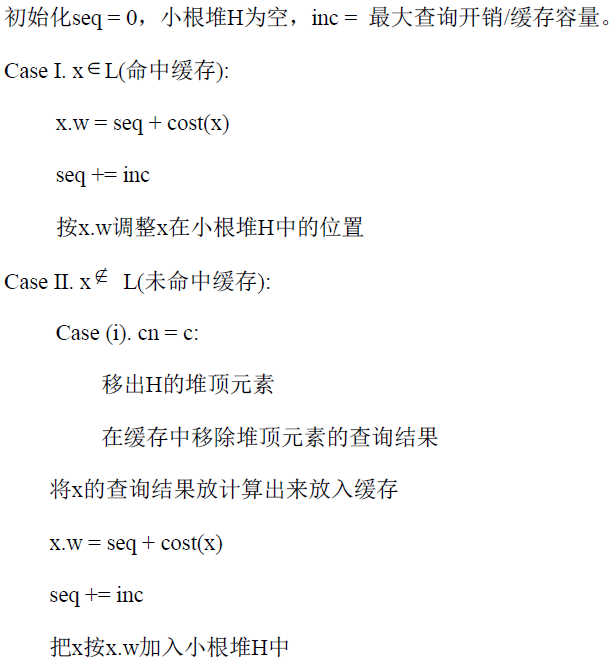 初始化seq = 0，小根堆H为空，inc = 最大查询开销/缓存容量。
Case I. x∈L(命中缓存):
x.w = seq + cost(x)
seq += inc
按x.w调整x在小根堆H中的位置
Case II. x∉ L(未命中缓存):
Case (i). cn = c:
移出H的堆顶元素
在缓存中移除堆顶元素的查询结果
将x的查询结果放计算出来放入缓存
x.w = seq + cost(x)
seq += inc
把x按x.w加入小根堆H中